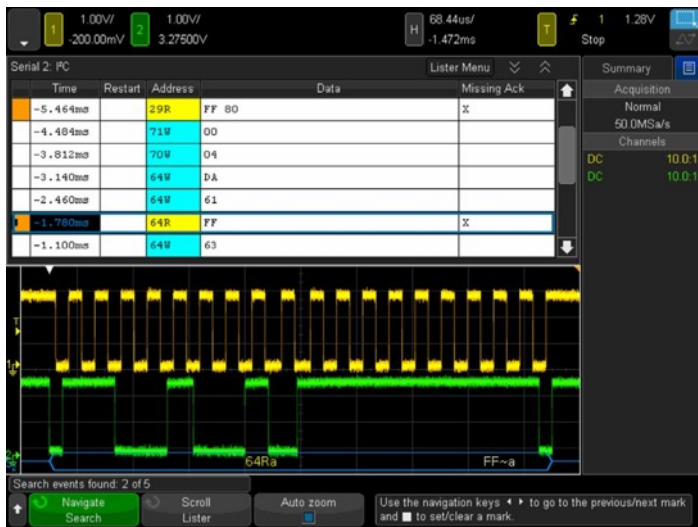 1 1.00V/ 2 1.00V/ H 68.44us/ T 1 1.28V
-200.00mV 3.27500V -1.472ms Stop
Serial 2: I²C Lister Menu Summary
Time Restart Address Data Missing Ack Acquisition
-5.464ms 29R FF 80 X Normal
-4.484ms 71W 00 50.0MSa/s
-3.812ms 70W 04 Channels
-3.140ms 64W DA DC 10.0:1
-2.460ms 64W 61 DC 10.0:1
-1.780ms 64R FF X
-1.100ms 64W 63
T
1
2
64Ra FF~a
Search events found: 2 of 5
Navigate Search
Scroll Lister
Auto zoom
Use the navigation keys to go to the previous/next mark
and to set/clear a mark.